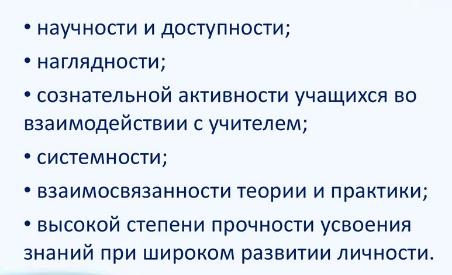 • научности и доступности;
• наглядности;
• сознательной активности учащихся во
взаимодействии с учителем;
• системности;
• взаимосвязанности теории и практики;
• высокой степени прочности усвоения
знаний при широком развитии личности.